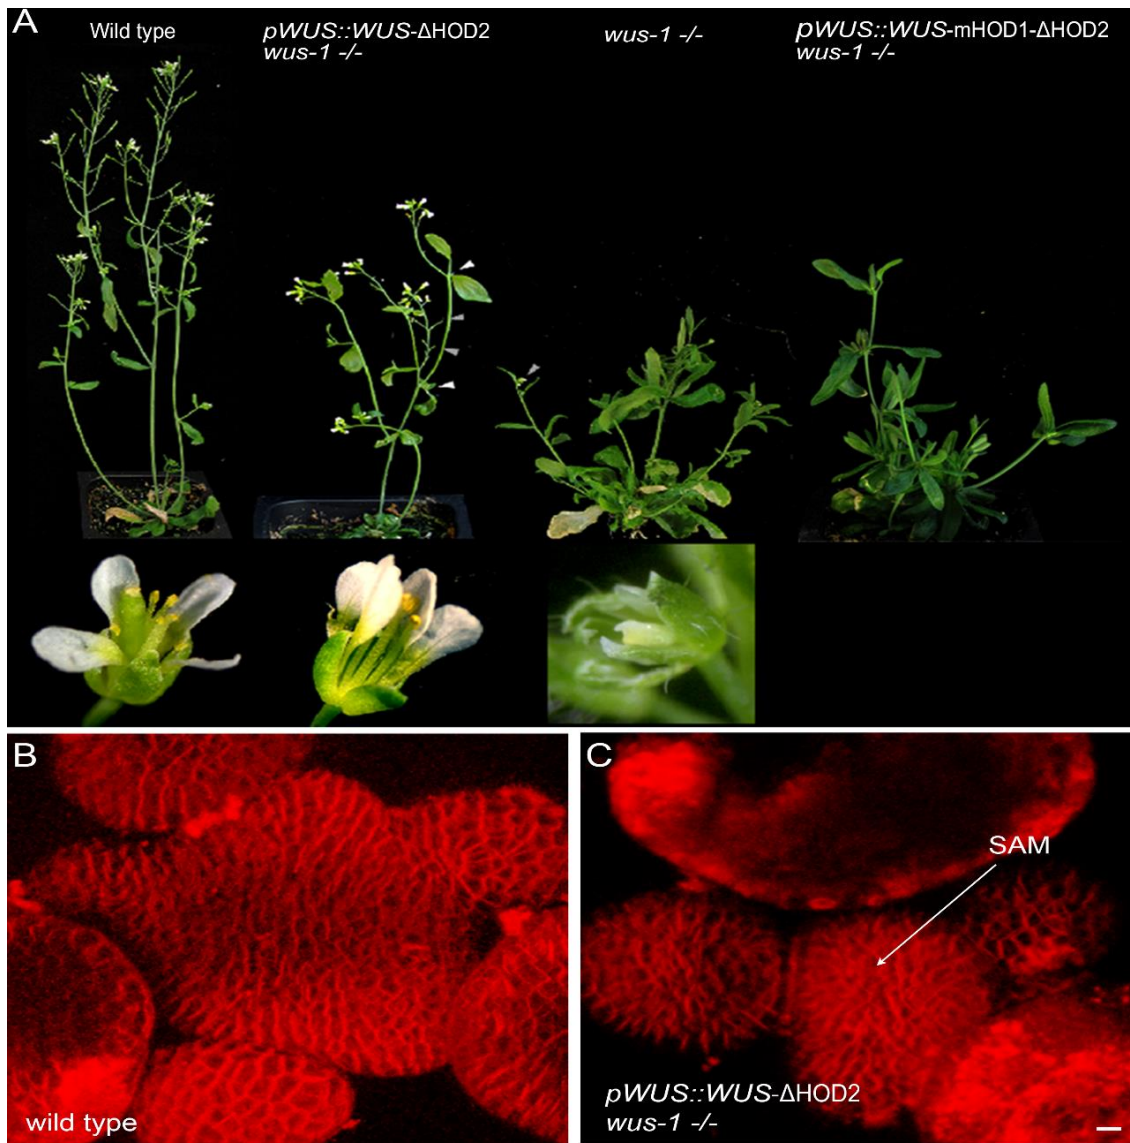 A
Wild type
pWUS::WUS-ΔHOD2
wus-1 -/-
wus-1 -/-
pWUS::WUS-mHOD1-ΔHOD2
wus-1 -/-
B
wild type
C
SAM
pWUS::WUS-ΔHOD2
wus-1 -/-